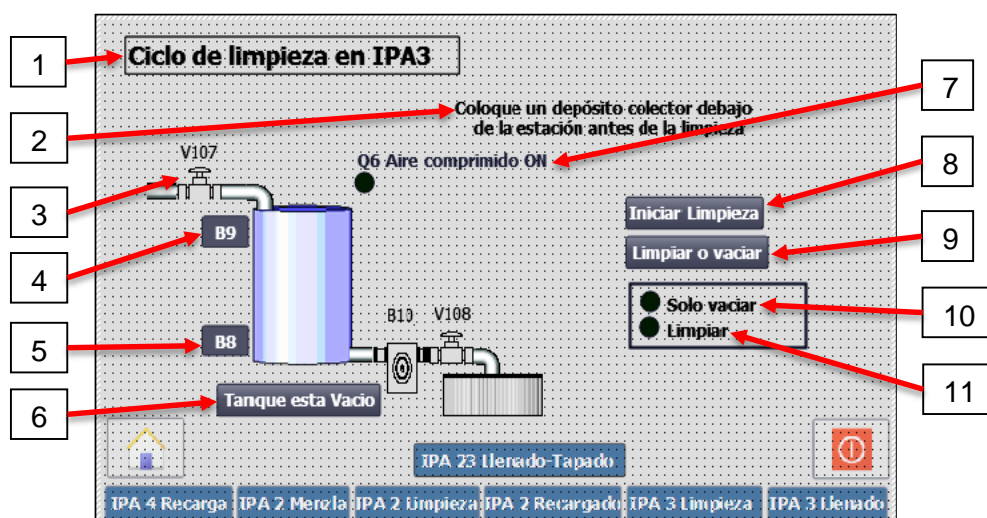 1
Ciclo de limpieza en IPA3
7
2
Coloque un depósito colector debajo
de la estación antes de la limpieza
V107
Q6 Aire comprimido ON
8
3
Iniciar Limpieza
B9
9
4
Limpiar o vaciar
Solo vaciar
10
B10
V108
Limpiar
5
B8
11
6
Tanque esta Vacio
IPA 23 Llenado-Tapado
IPA 4 Recarga
IPA 2 Menzla
IPA 2 Limpieza
IPA 2 Recargado
IPA 3 Limpieza
IPA 3 Llenado